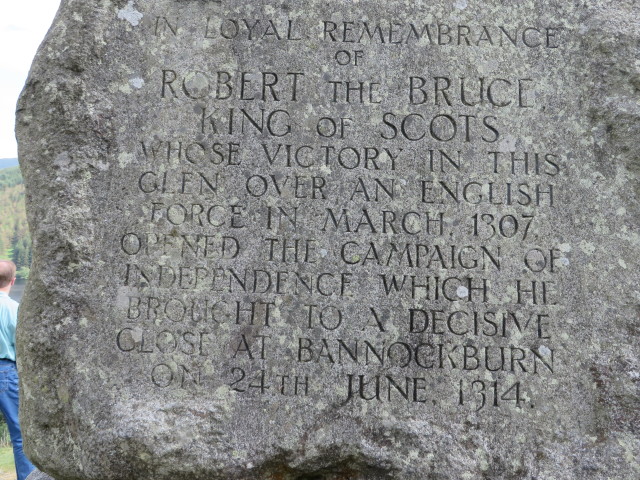 IN LOYAL REMEMBRANCE
OF
ROBERT THE BRUCE
KING OF SCOTS
WHOSE VICTORY IN THIS
GLEN OVER AN ENGLISH
FORCE IN MARCH, 1307
OPENED THE CAMPAIGN OF
INDEPENDENCE WHICH HE
BROUGHT TO A DECISIVE
CLOSE AT BANNOCKBURN
ON 24TH JUNE, 1314.